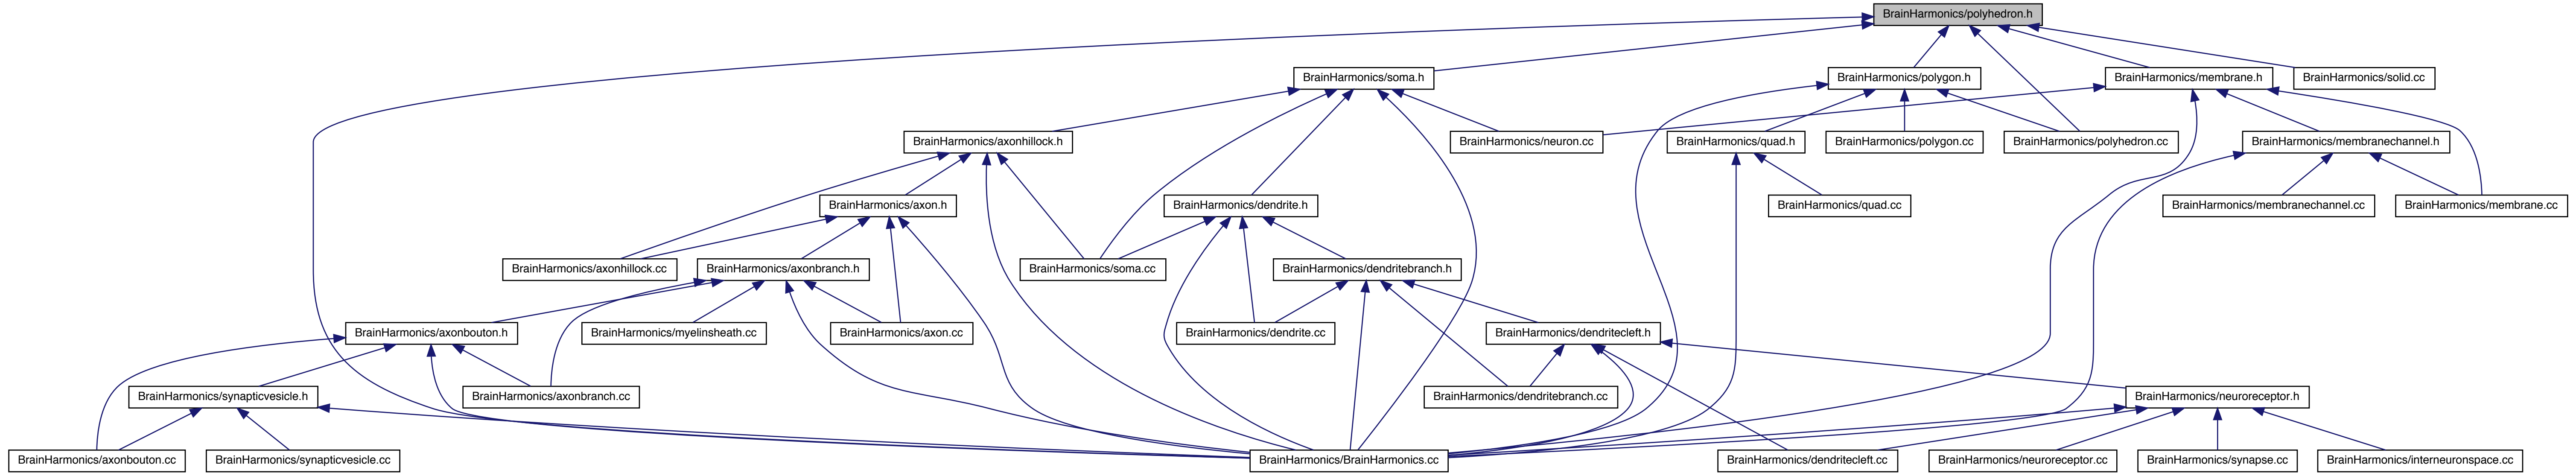 BrainHarmonics/polyhedron.h
BrainHarmonics/soma.h
BrainHarmonics/polygon.h
BrainHarmonics/membrane.h
BrainHarmonics/solid.cc
BrainHarmonics/axonhillock.h
BrainHarmonics/neuron.cc
BrainHarmonics/quad.h
BrainHarmonics/polygon.cc
BrainHarmonics/polyhedron.cc
BrainHarmonics/membranechannel.h
BrainHarmonics/axon.h
BrainHarmonics/dendrite.h
BrainHarmonics/quad.cc
BrainHarmonics/membranechannel.cc
BrainHarmonics/membrane.cc
BrainHarmonics/axonhillock.cc
BrainHarmonics/axonbranch.h
BrainHarmonics/soma.cc
BrainHarmonics/dendritebranch.h
BrainHarmonics/axonbouton.h
BrainHarmonics/myelinsheath.cc
BrainHarmonics/axon.cc
BrainHarmonics/dendrite.cc
BrainHarmonics/dendritecleft.h
BrainHarmonics/synapticvesicle.h
BrainHarmonics/axonbranch.cc
BrainHarmonics/dendritebranch.cc
BrainHarmonics/neuroreceptor.h
BrainHarmonics/axonbouton.cc
BrainHarmonics/synapticvesicle.cc
BrainHarmonics/BrainHarmonics.cc
BrainHarmonics/dendritecleft.cc
BrainHarmonics/neuroreceptor.cc
BrainHarmonics/synapse.cc
BrainHarmonics/interneuronspace.cc